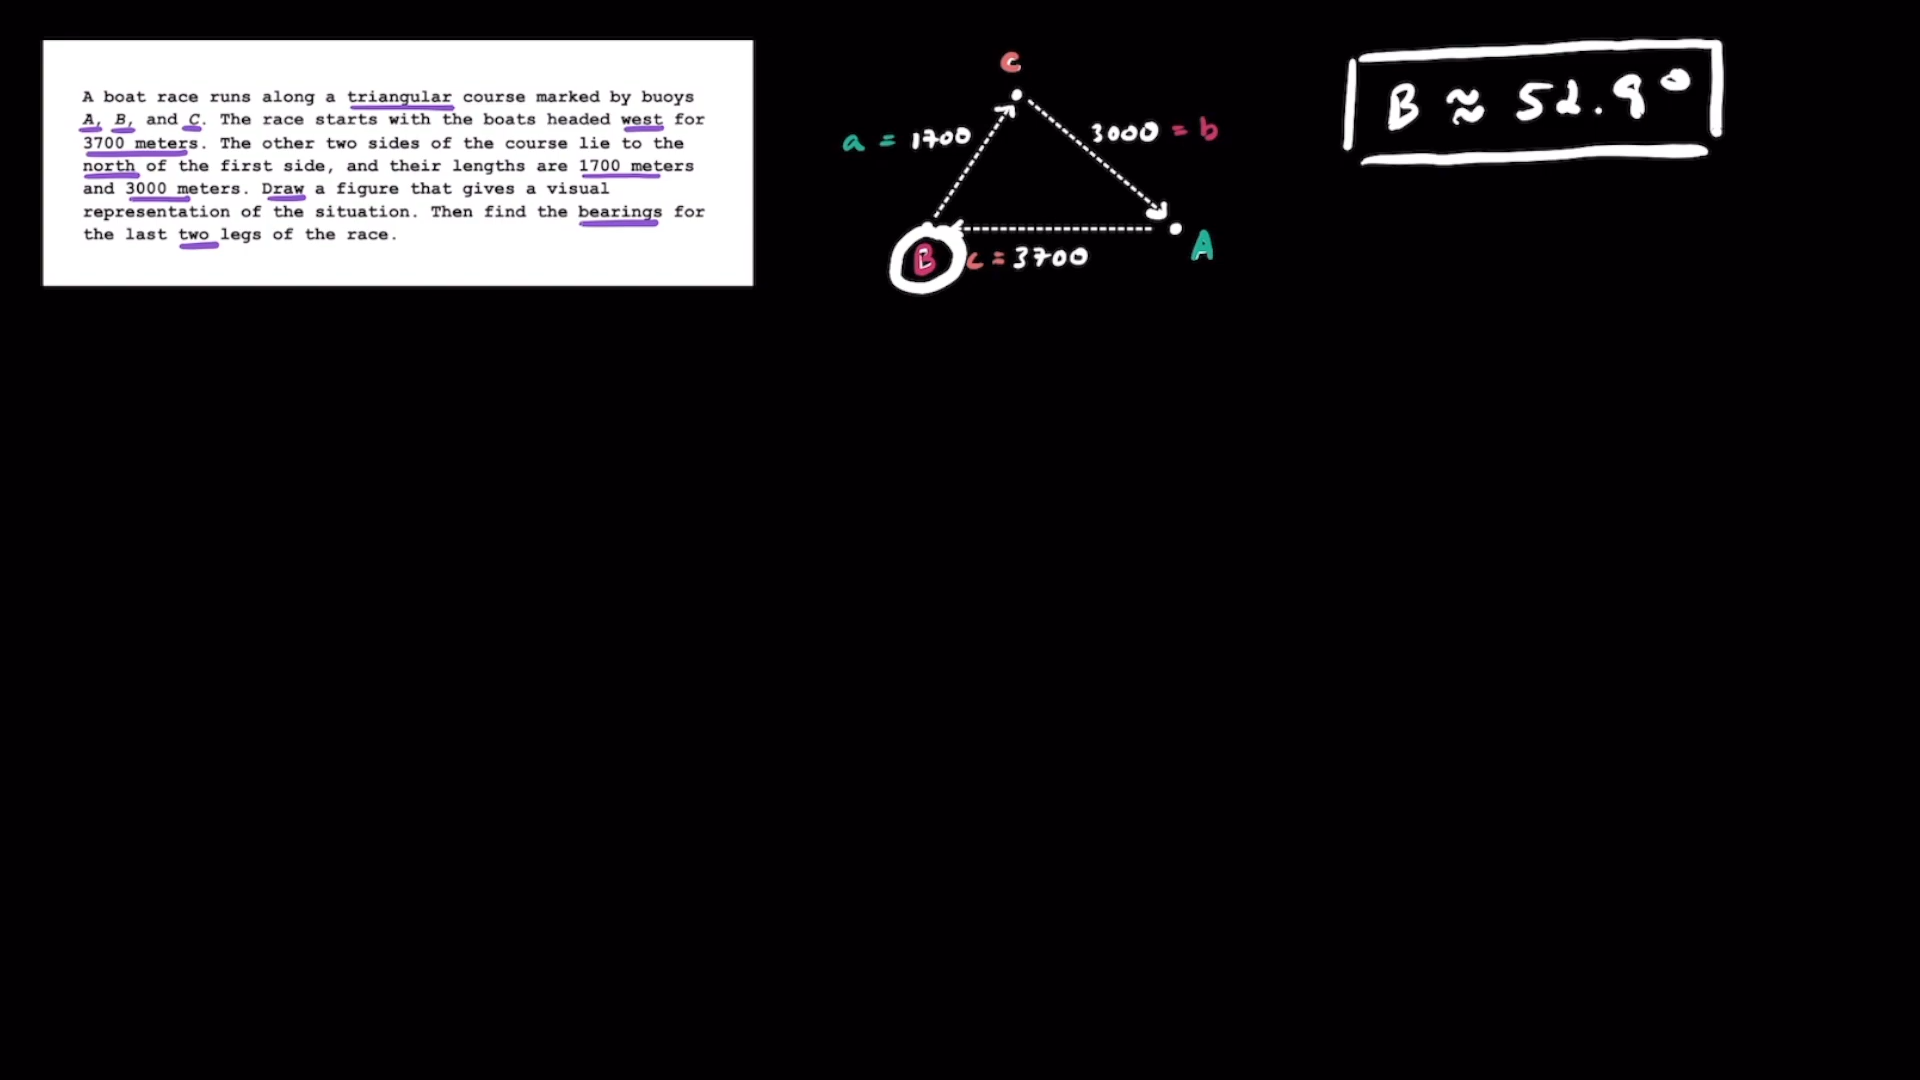 A boat race runs along a triangular course marked by buoys
A, B, and C. The race starts with the boats headed west for
3700 meters. The other two sides of the course lie to the
north of the first side, and their lengths are 1700 meters
and 3000 meters. Draw a figure that gives a visual
representation of the situation. Then find the bearings for
the last two legs of the race.
C
a = 1700
3000 = b
B
c = 3700
A
B ≈ 52.9°